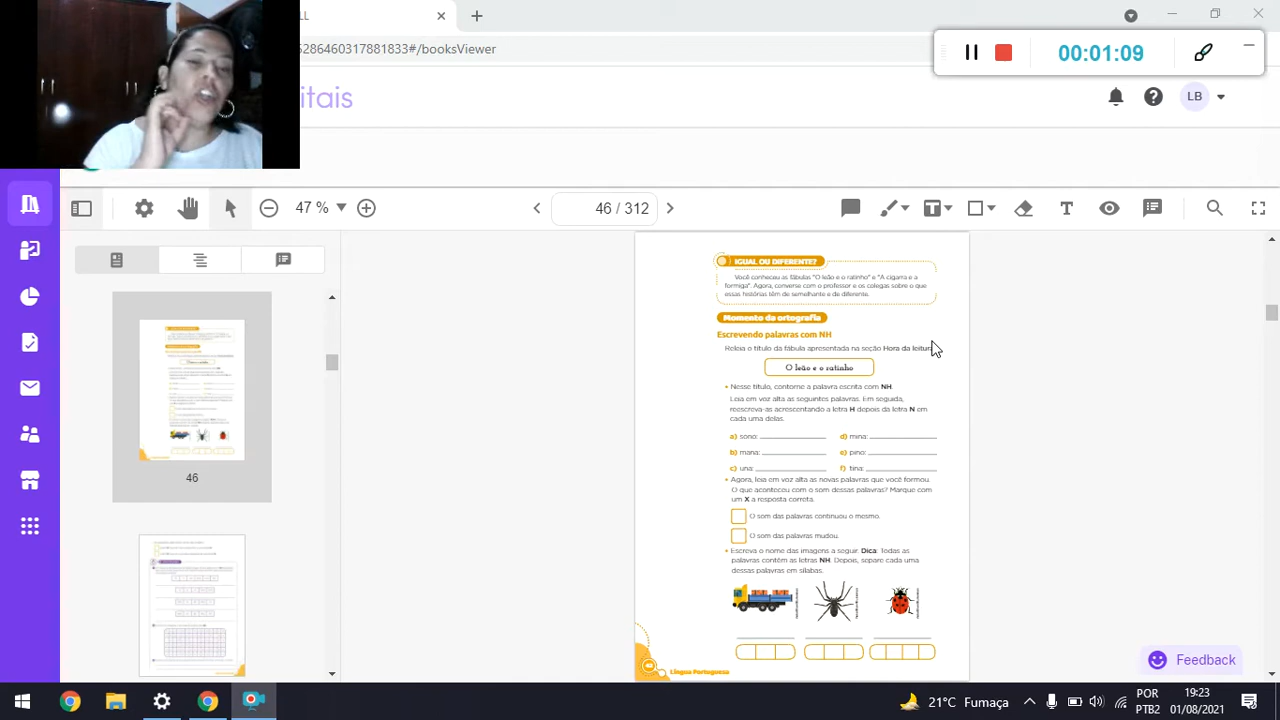 LL
5286460317881833#/booksViewer
00:01:09
itais
LB
47 %
46 / 312
IGUAL OU DIFERENTE?
Você conheceu as fábulas "O leão e o ratinho" e "A cigarra e a
formiga". Agora, converse com o professor e os colegas sobre o que
essas histórias têm de semelhante e de diferente.
Momento da ortografia
Escrevendo palavras com NH
Releia o título da fábula apresentada na seção Hora da leitura.
O leão e o ratinho
• Nesse título, contorne a palavra escrita com NH.
Leia em voz alta as seguintes palavras. Em seguida,
reescreva-as acrescentando a letra H depois da letra N em
cada uma delas.
a) sono: d) mina:
b) mana: e) pino:
c) una: f) tina:
• Agora, leia em voz alta as novas palavras que você formou.
O que aconteceu com o som dessas palavras? Marque com
um X a resposta correta.
O som das palavras continuou o mesmo.
O som das palavras mudou.
• Escreva o nome das imagens a seguir. Dica: Todas as
palavras contêm as letras NH. Depois, separe cada uma
dessas palavras em sílabas.
Língua Portuguesa
46
Feedback
21°C Fumaça
POR
PTB2
19:23
01/08/2021